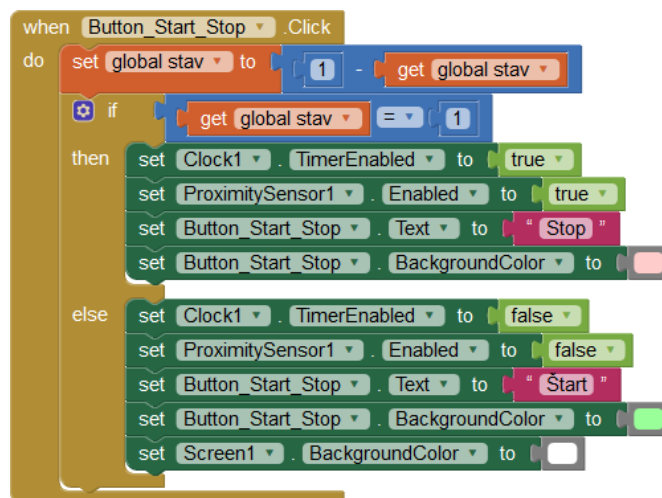 when Button_Start_Stop .Click
do set global stav to 1 - get global stav
if get global stav = 1
then set Clock1 . TimerEnabled to true
set ProximitySensor1 . Enabled to true
set Button_Start_Stop . Text to “ Stop ”
set Button_Start_Stop . BackgroundColor to
else set Clock1 . TimerEnabled to false
set ProximitySensor1 . Enabled to false
set Button_Start_Stop . Text to “ Štart ”
set Button_Start_Stop . BackgroundColor to
set Screen1 . BackgroundColor to